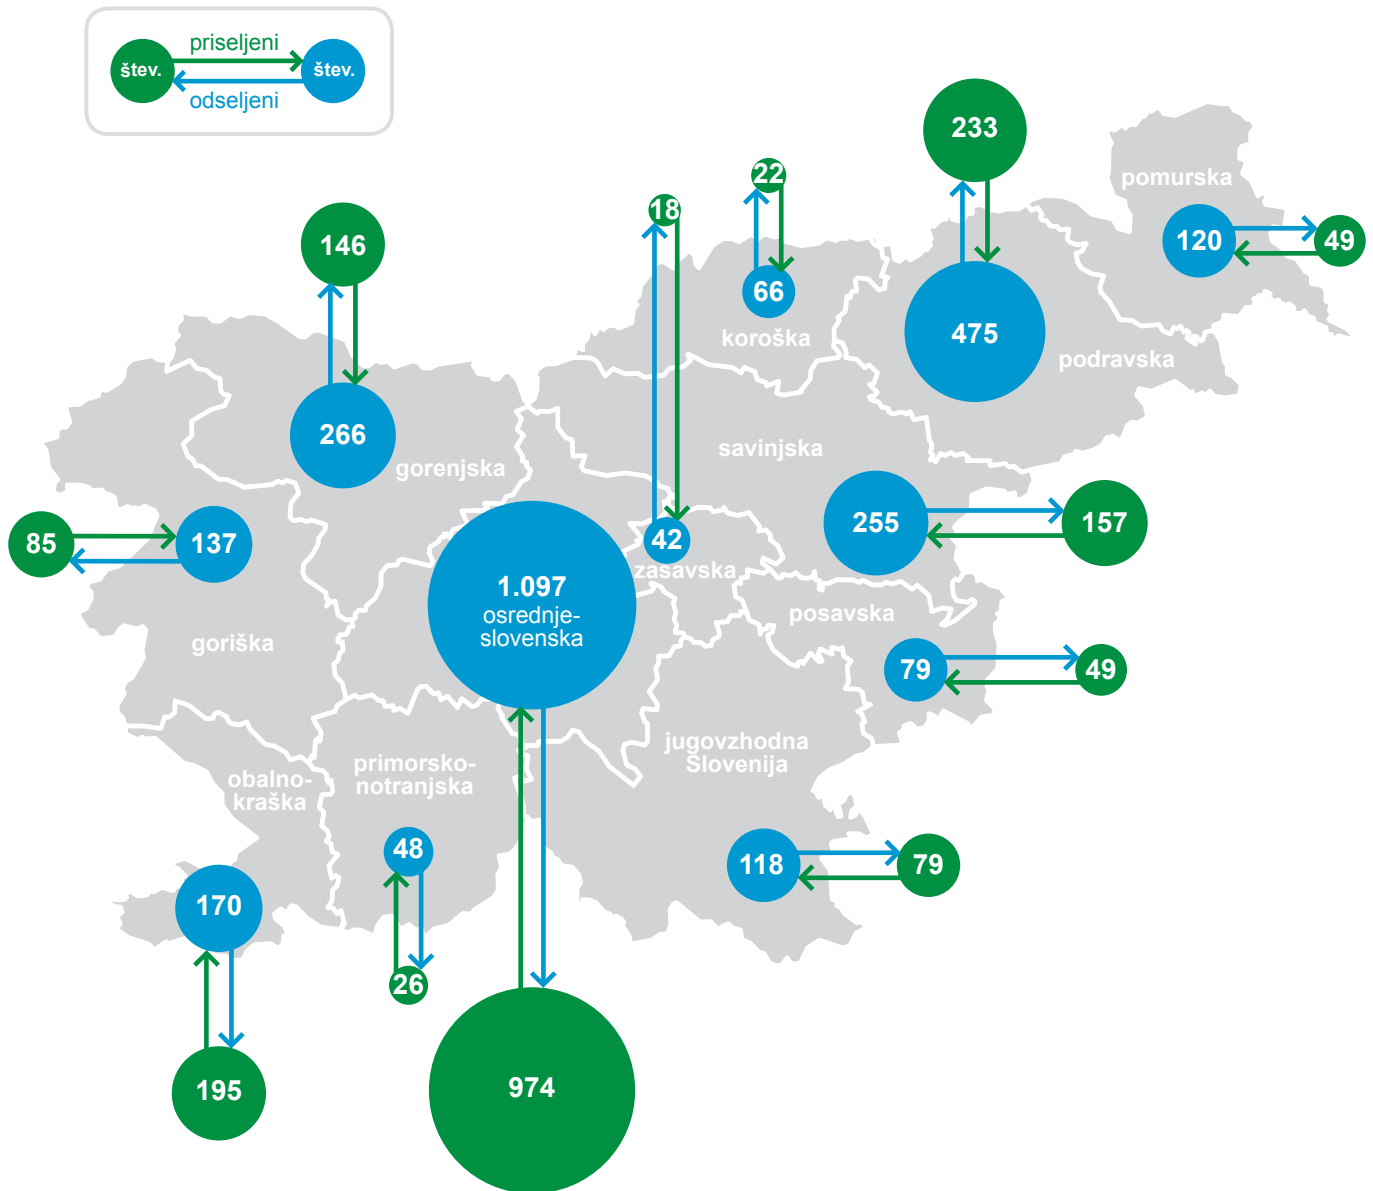 priseljeni
štev.
štev.
odseljeni
233
pomurska
22
18
146
120
49
66
koroška
475
podravska
266
gorenjska
savinjska
255
157
85
137
42
zasavska
1.097
osrednje-
slovenska
posavska
goriška
79
49
jugovzhodna
Slovenija
primorsko-
notranjska
obalno-
kraška
48
118
79
170
26
195
974